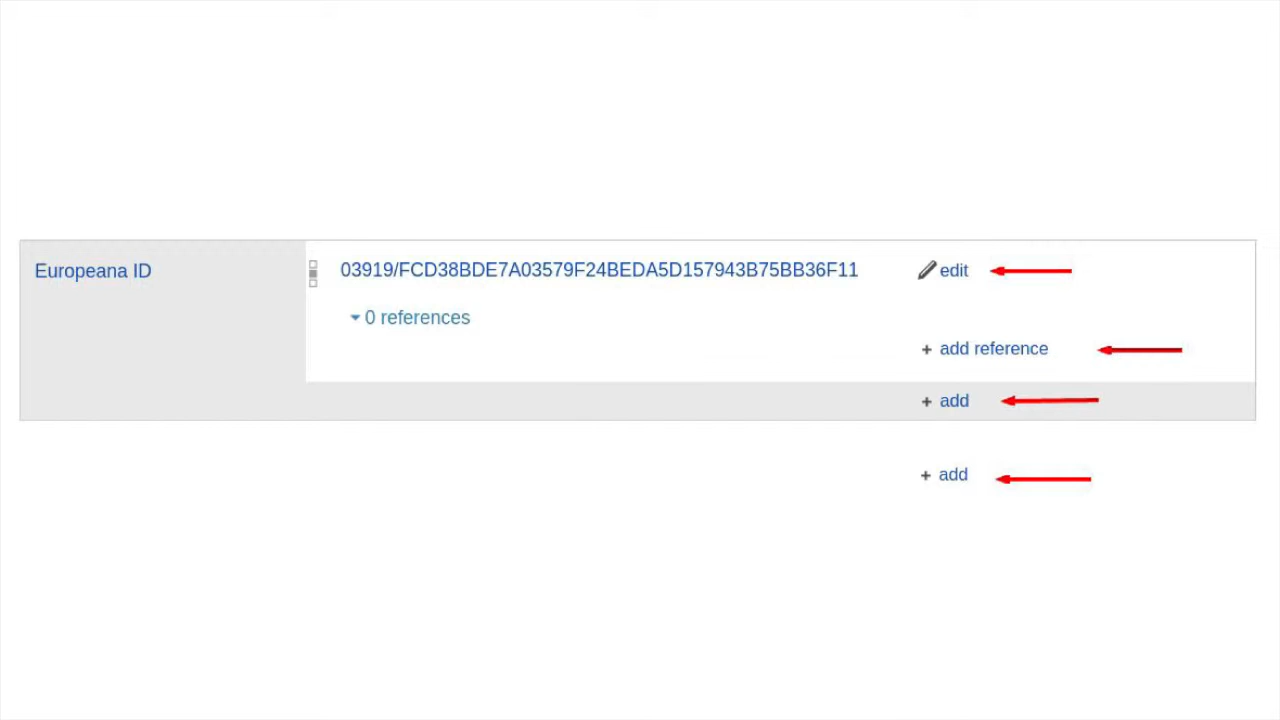 Europeana ID
03919/FCD38BDE7A03579F24BEDA5D157943B75BB36F11
edit
0 references
+ add reference
+ add
+ add